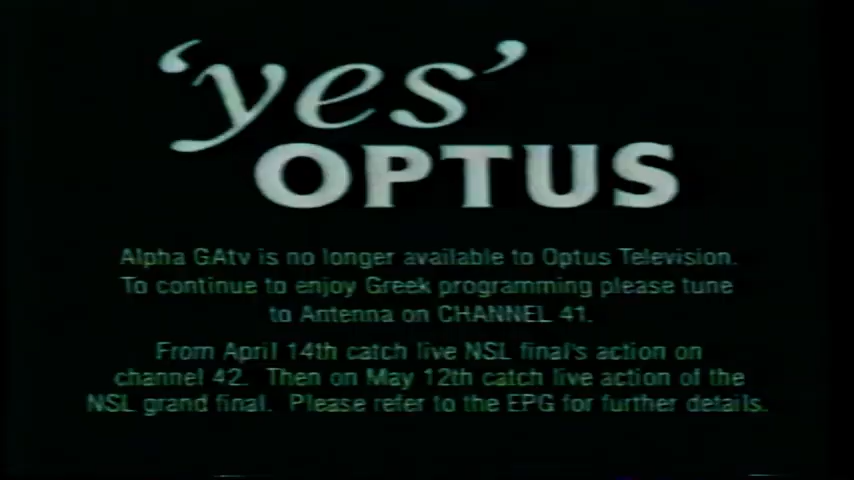 'yes'
OPTUS
Alpha GAtv is no longer available to Optus Television.
To continue to enjoy Greek programming please tune
to Antenna on CHANNEL 41.
From April 14th catch live NSL final's action on
channel 42. Then on May 12th catch live action of the
NSL grand final. Please refer to the EPG for further details.